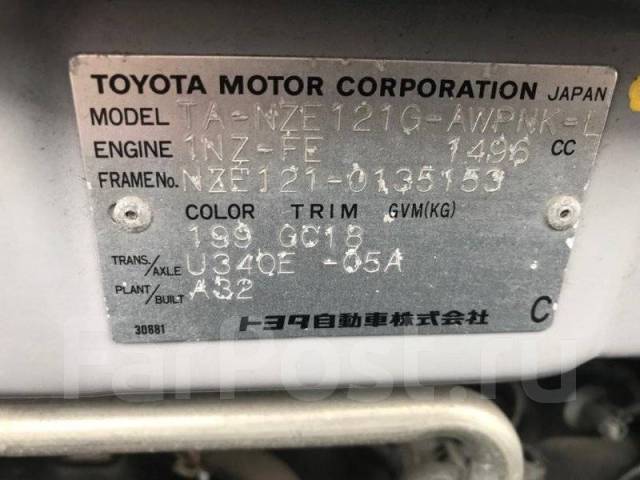 TOYOTA MOTOR CORPORATION JAPAN
MODEL TA-NZE121G-AWPNK-L
ENGINE 1NZ-FE 1496 CC
FRAME No. NZE121-0135153
COLOR TRIM GVM(KG)
199 GC18
TRANS./AXLE U340E -05A
PLANT/BUILT A32
30881 トヨタ自動車株式会社 C
FarPost.ru